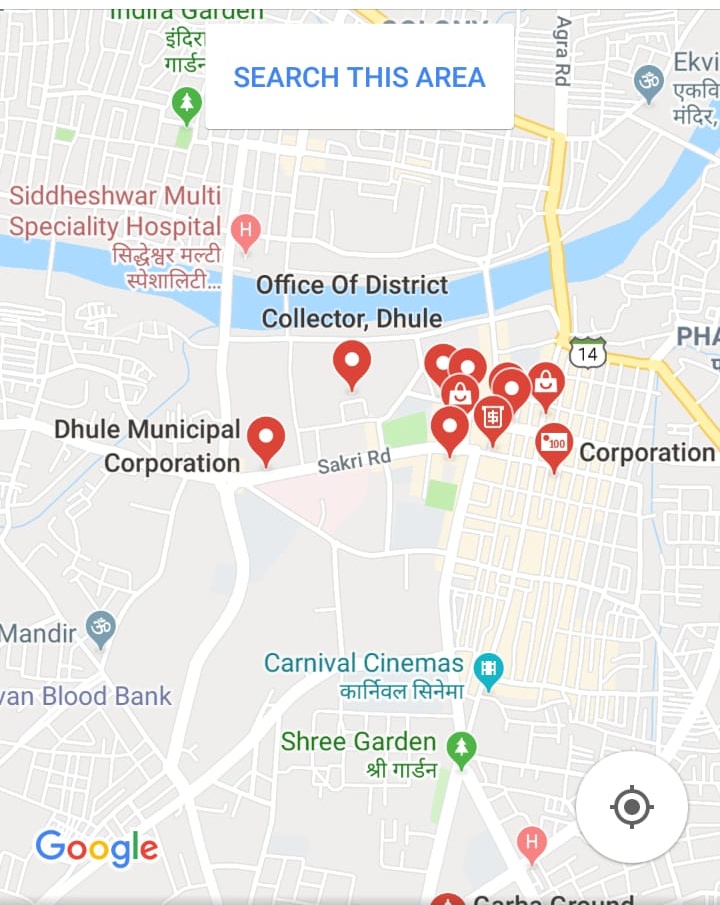 Indira Garden
गार्डन
SEARCH THIS AREA
COLONY
Agra Rd
मंदिर,
Siddheshwar Multi
Speciality Hospital
सिद्धेश्वर मल्टी
स्पेशालिटी...
H
Office Of District
Collector, Dhule
14
PHA
Dhule Municipal
Corporation
100
Corporation
Sakri Rd
Mandir
van Blood Bank
Carnival Cinemas
कार्निवल सिनेमा
Shree Garden
श्री गार्डन
H
Google
Garba Ground